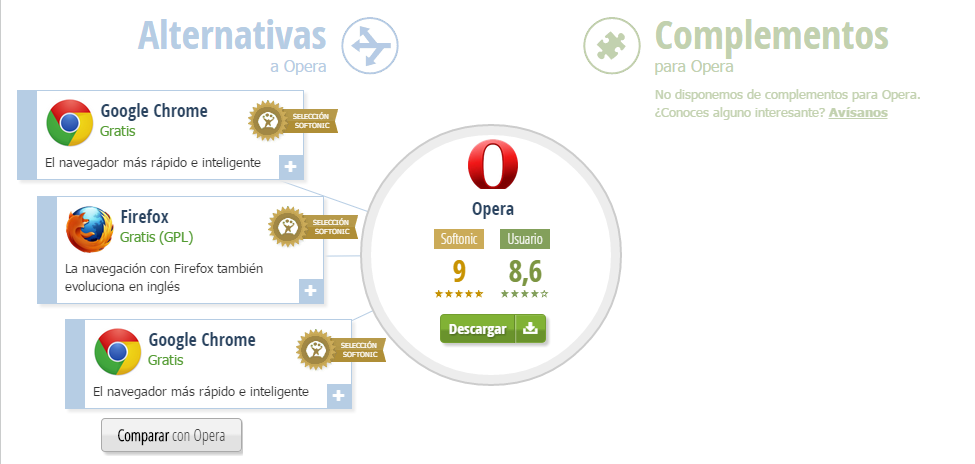 Alternativas
a Opera
Google Chrome
Gratis
SELECCIÓN
SOFTONIC
El navegador más rápido e inteligente
Firefox
Gratis (GPL)
SELECCIÓN
SOFTONIC
La navegación con Firefox también
evoluciona en inglés
Google Chrome
Gratis
SELECCIÓN
SOFTONIC
El navegador más rápido e inteligente
Comparar con Opera
Opera
Softonic Usuario
9 8,6
Descargar
Complementos
para Opera
No disponemos de complementos para Opera.
¿Conoces alguno interesante? Avísanos